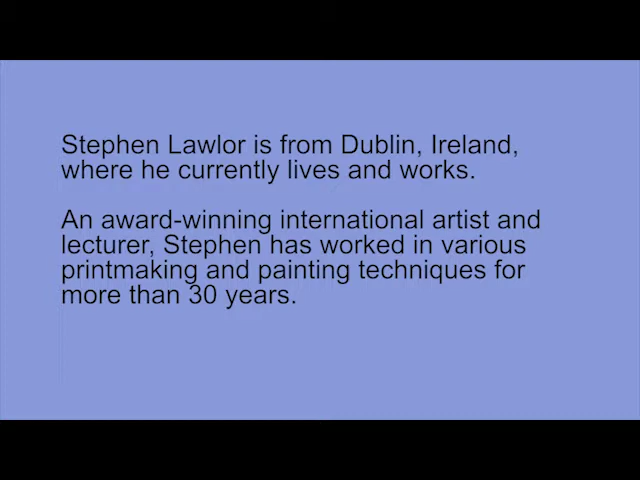 Stephen Lawlor is from Dublin, Ireland,
where he currently lives and works.
An award-winning international artist and
lecturer, Stephen has worked in various
printmaking and painting techniques for
more than 30 years.